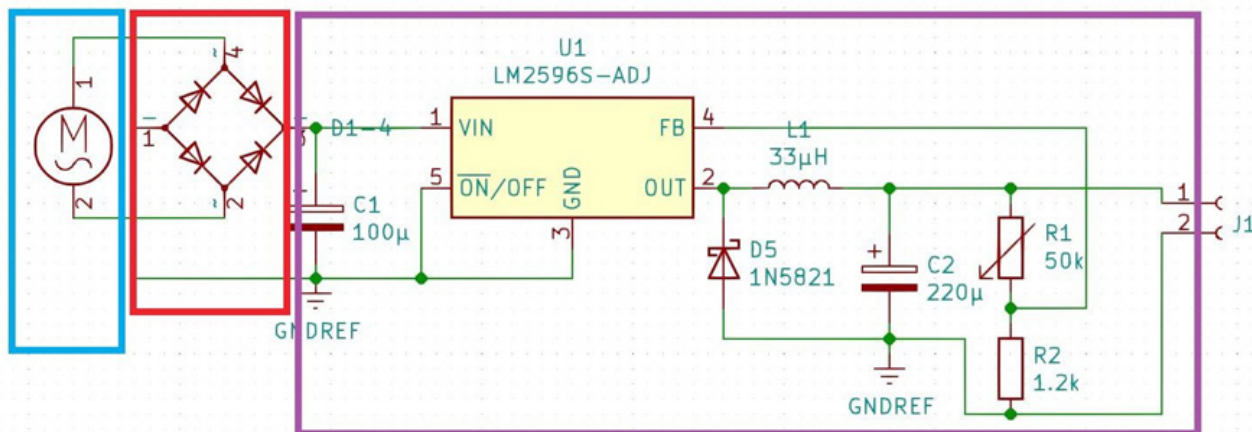 U1
LM2596S-ADJ
1
M
2
~
4
-
1
~
2
3
D1-4
1
VIN
5
ON/OFF
GND
3
FB
4
OUT
2
C1
100µ
GNDREF
L1
33µH
D5
1N5821
+
C2
220µ
GNDREF
R1
50k
R2
1.2k
1
2
J1